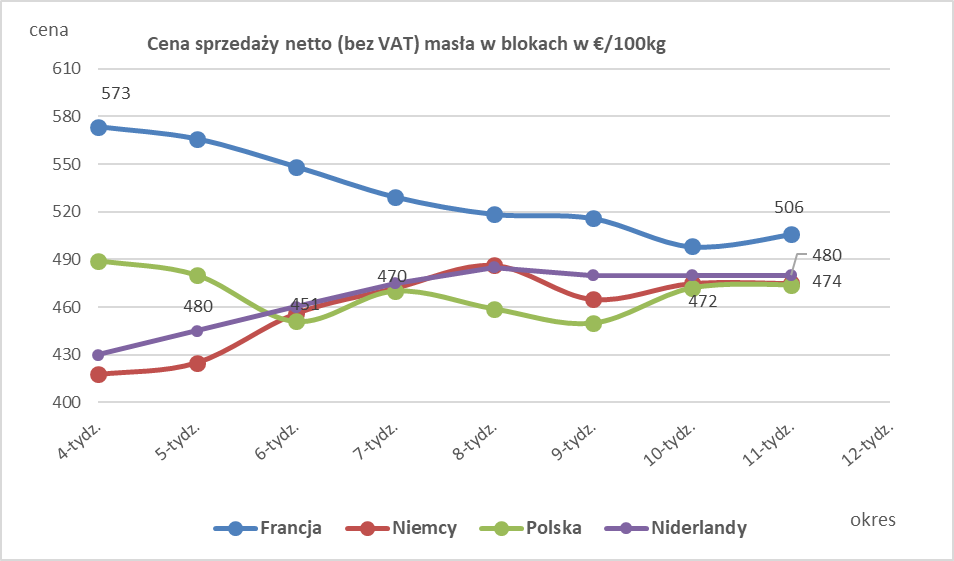 cena
Cena sprzedaży netto (bez VAT) masła w blokach w €/100kg
610
580
550
520
490
460
430
400
573
506
480
474
480
451
470
472
4-tydz.
5-tydz.
6-tydz.
7-tydz.
8-tydz.
9-tydz.
10-tydz.
11-tydz.
12-tydz.
okres
Francja Niemcy Polska Niderlandy